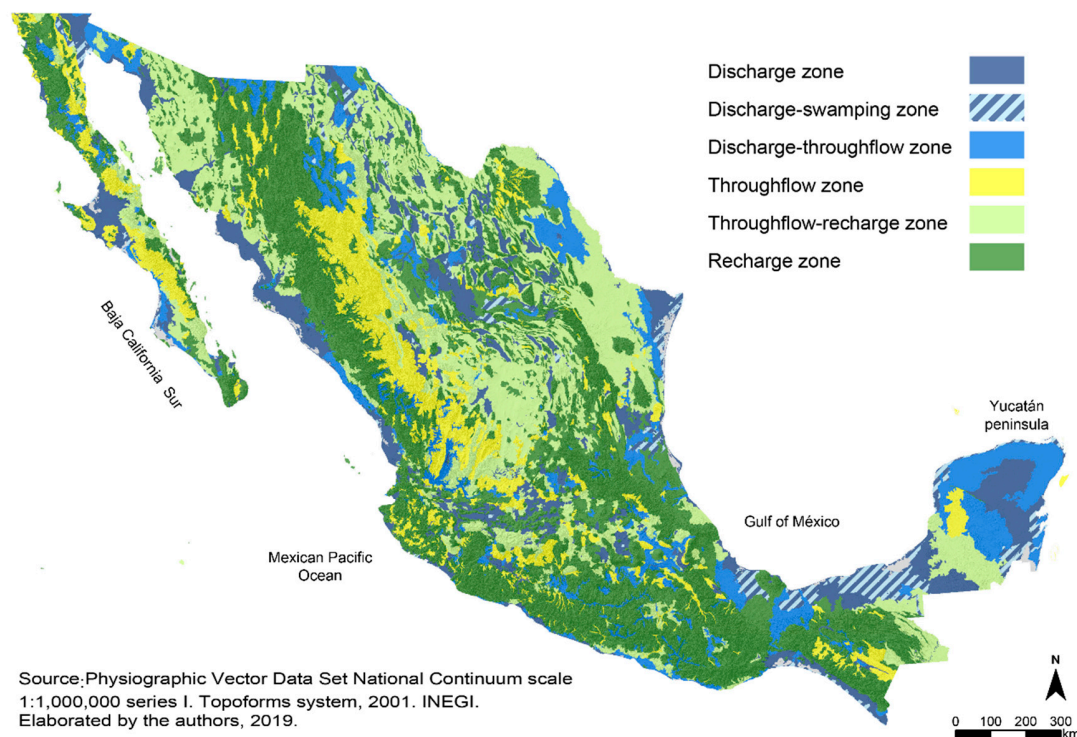 Discharge zone
Discharge-swamping zone
Discharge-throughflow zone
Throughflow zone
Throughflow-recharge zone
Recharge zone
Baja California Sur
Yucatán
peninsula
Gulf of México
Mexican Pacific
Ocean
Source:Physiographic Vector Data Set National Continuum scale
1:1,000,000 series I. Topoforms system, 2001. INEGI.
Elaborated by the authors, 2019.
N
0 100 200 300
km